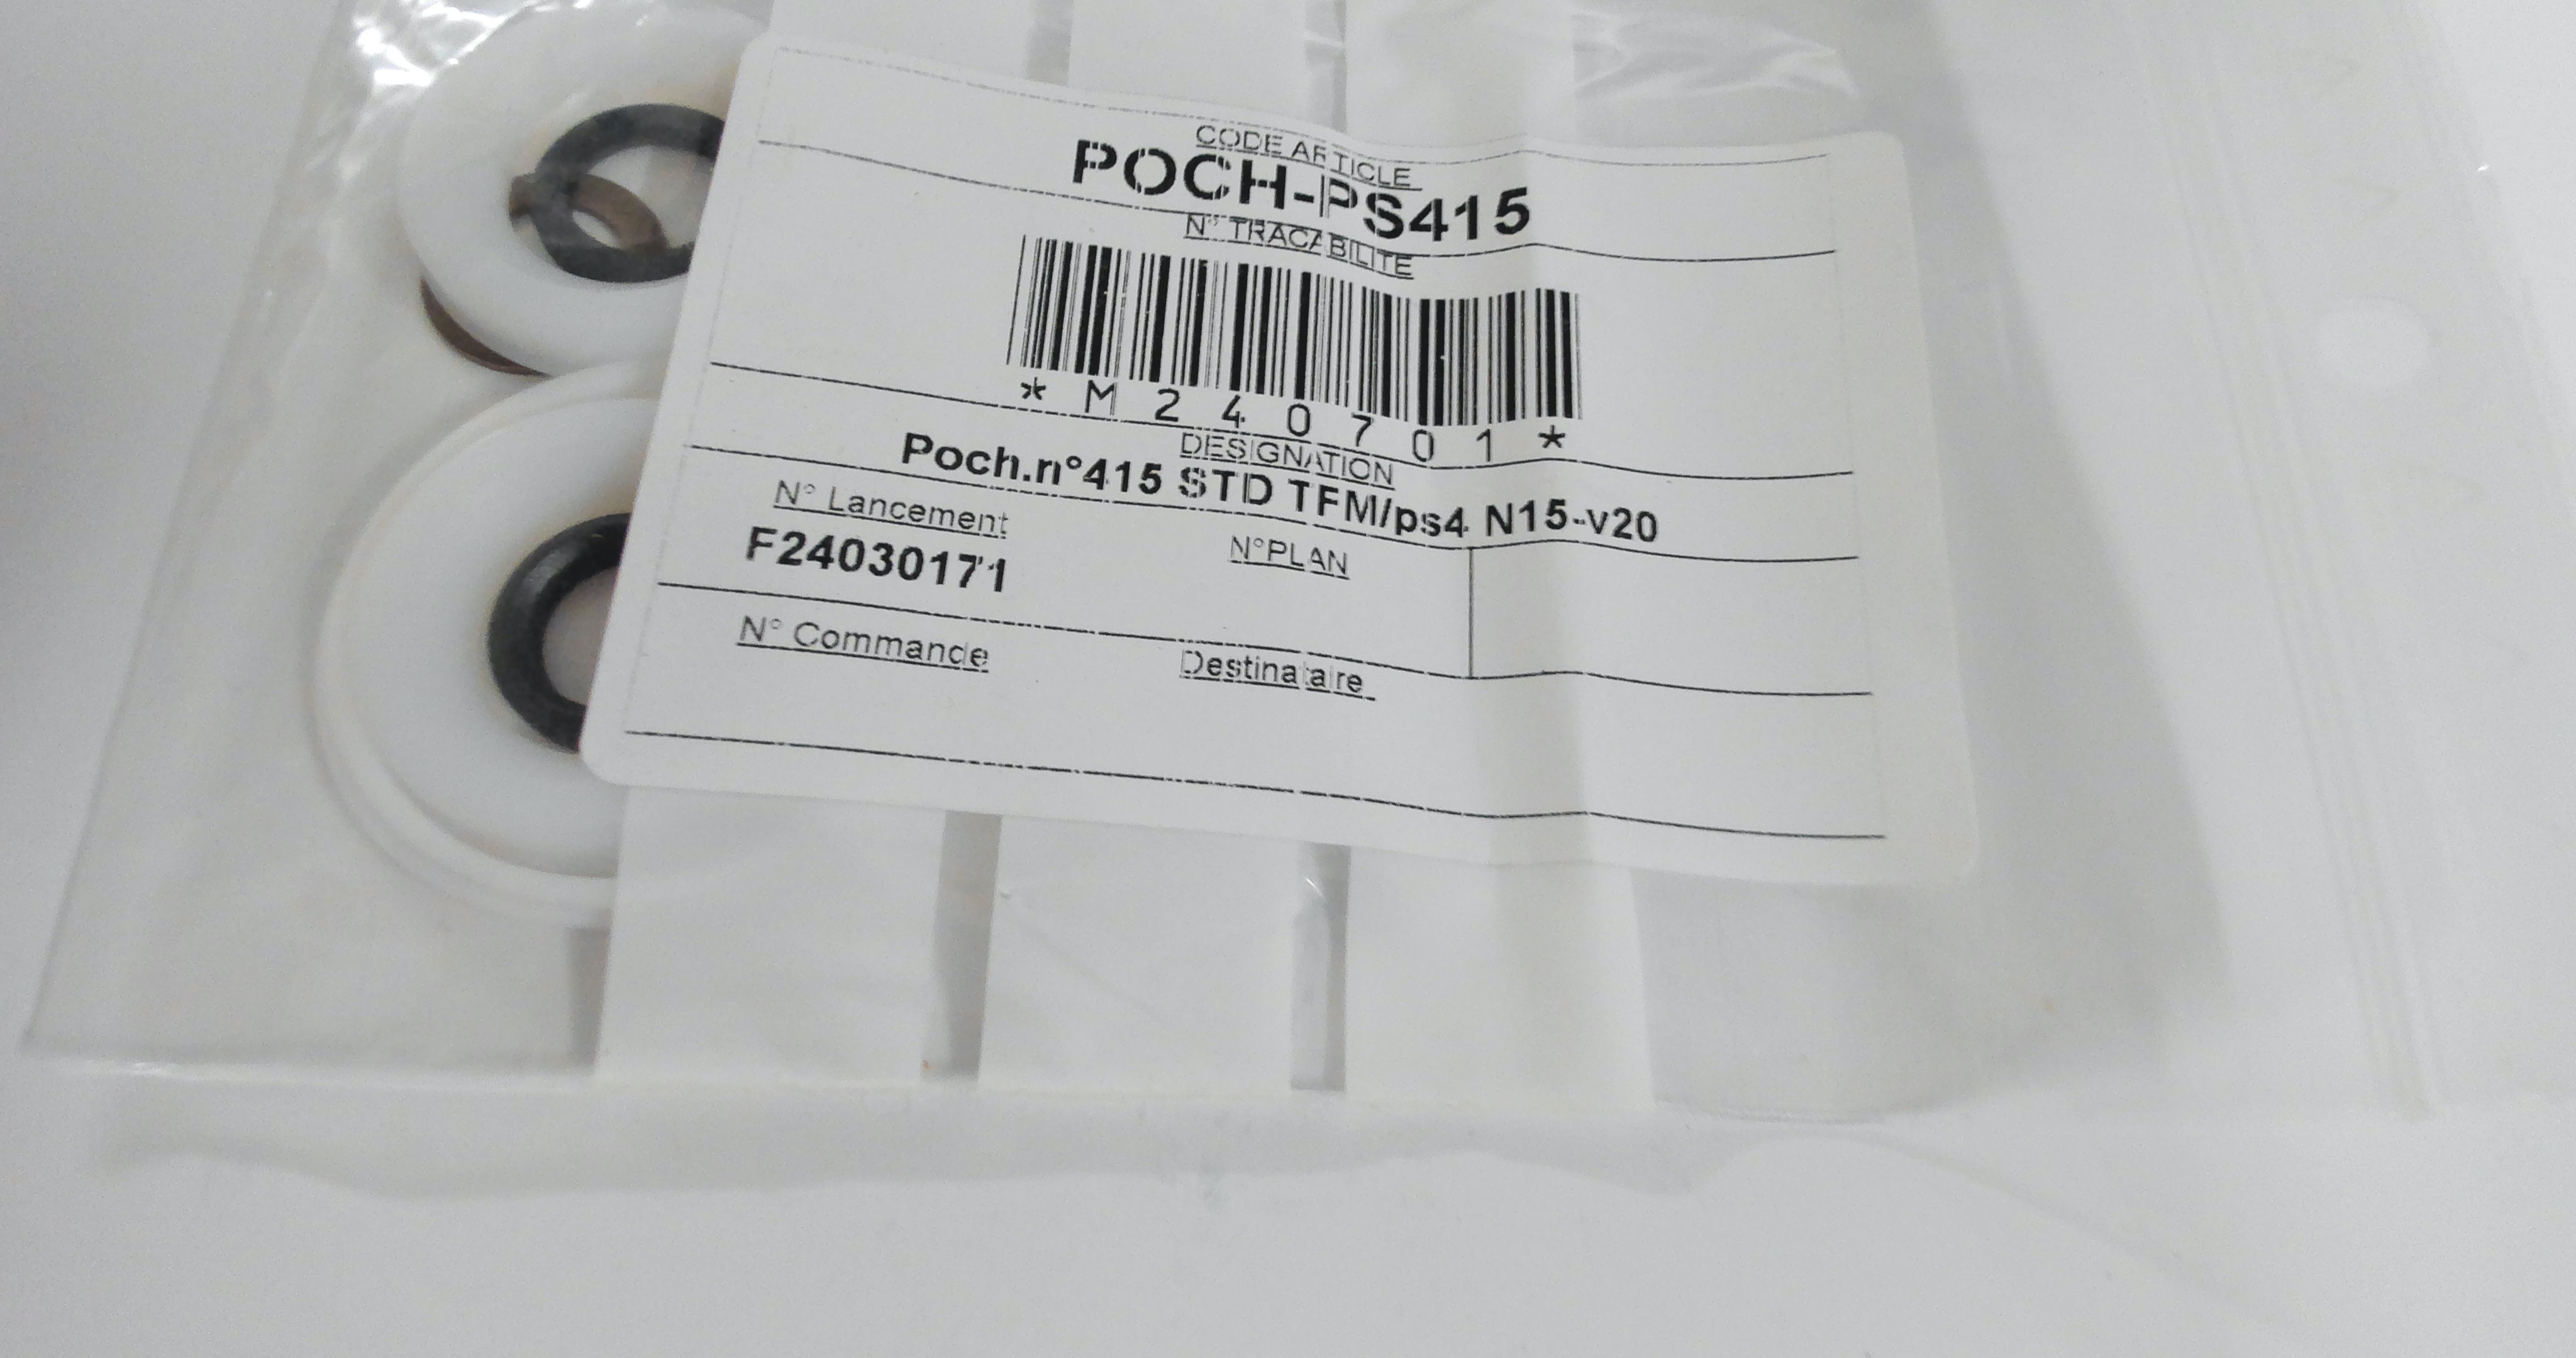 CODE ARTICLE
POCH-PS415
N° TRACABILITE
*M240701*
DESIGNATION
Poch.n°415 STD TFM/ps4 N15-v20
N° Lancement
N°PLAN
F24030171
N° Commande
Destinataire